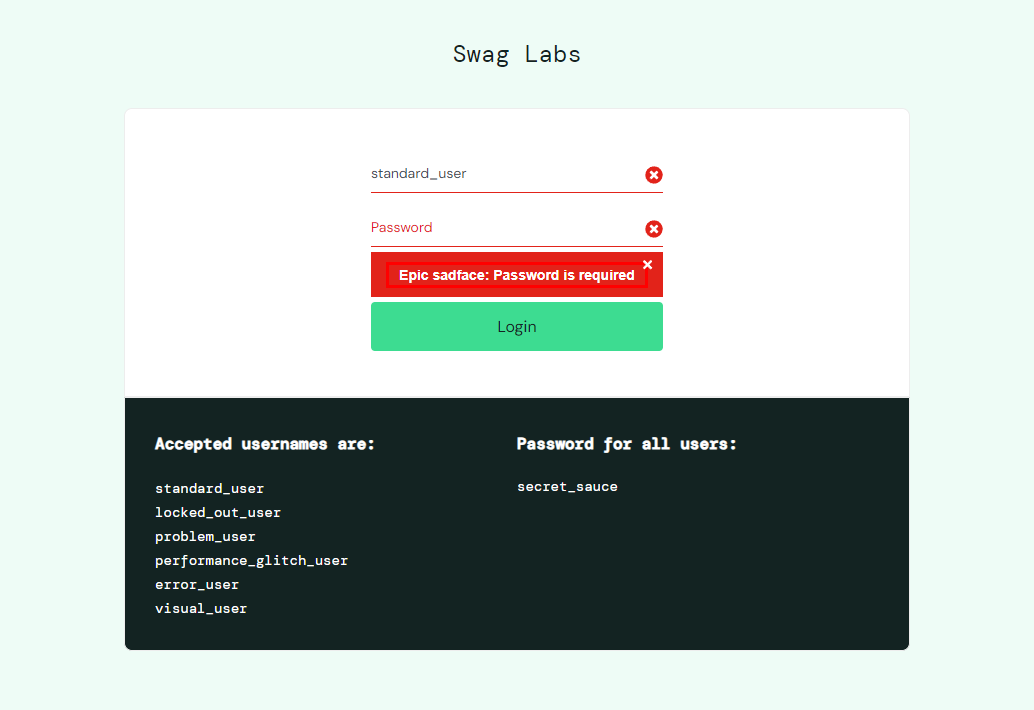 Swag Labs
standard_user
Password
Epic sadface: Password is required
Login
Accepted usernames are:
standard_user
locked_out_user
problem_user
performance_glitch_user
error_user
visual_user
Password for all users:
secret_sauce